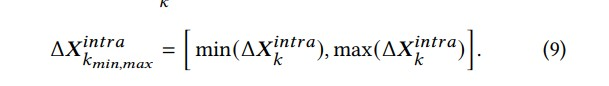 k
ΔX^{intra}_{k_{min,max}} = [ min(ΔX^{intra}_k), max(ΔX^{intra}_k) ]. (9)